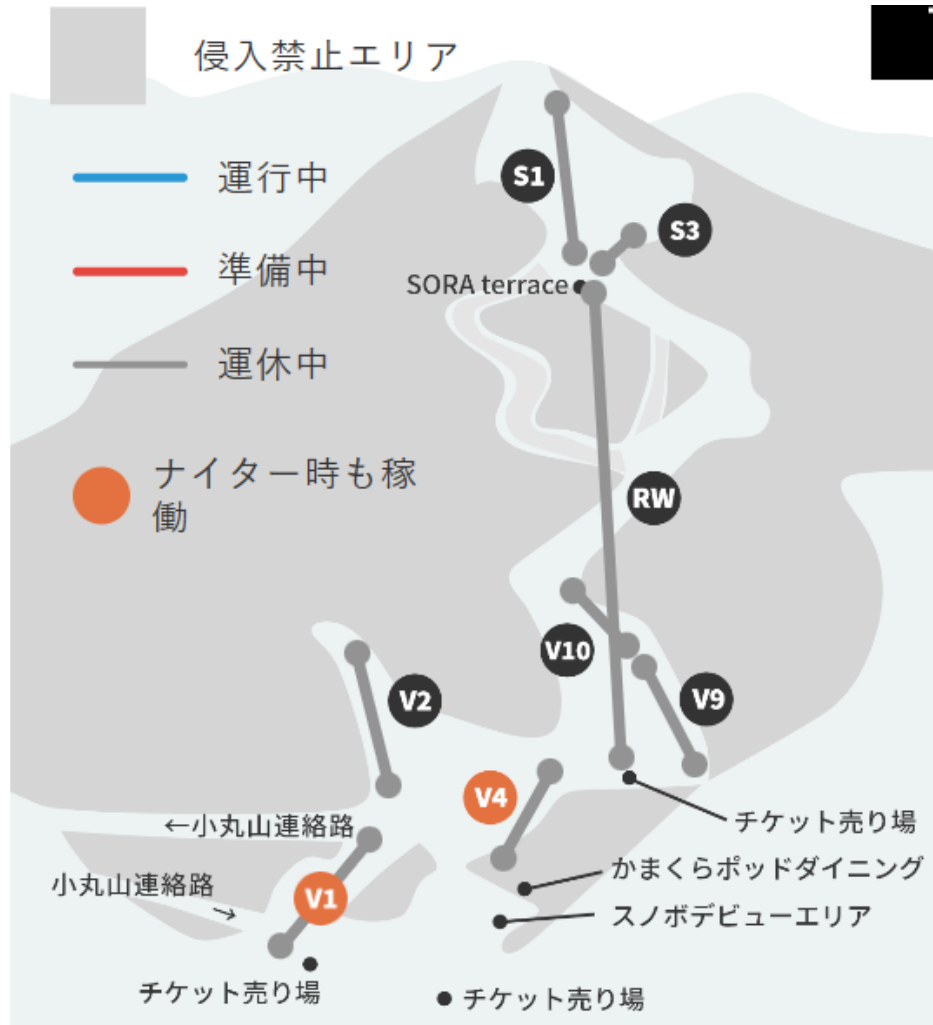 侵入禁止エリア
運行中
準備中
運休中
ナイター時も稼
働
S1
S3
SORA terrace
RW
V10
V9
V2
V4
チケット売り場
←小丸山連絡路
かまくらポッドダイニング
小丸山連絡路
→
V1
スノボデビューエリア
チケット売り場
チケット売り場